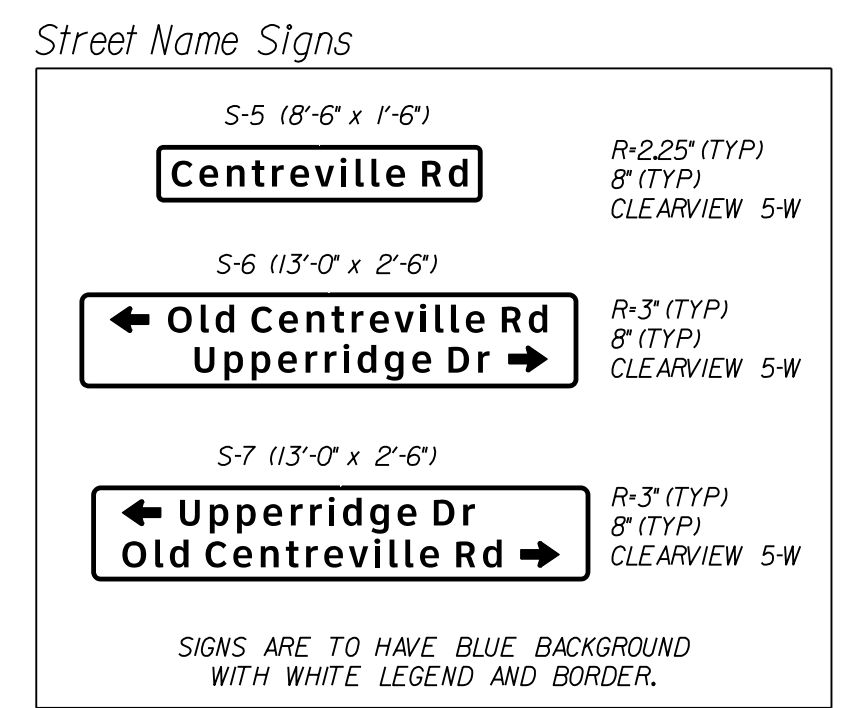 Street Name Signs
S-5 (8'-6" x 1'-6")
Centreville Rd
R=2.25" (TYP)
8" (TYP)
CLEARVIEW 5-W
S-6 (13'-0" x 2'-6")
← Old Centreville Rd
Upperridge Dr →
R=3" (TYP)
8" (TYP)
CLEARVIEW 5-W
S-7 (13'-0" x 2'-6")
← Upperridge Dr
Old Centreville Rd →
R=3" (TYP)
8" (TYP)
CLEARVIEW 5-W
SIGNS ARE TO HAVE BLUE BACKGROUND
WITH WHITE LEGEND AND BORDER.